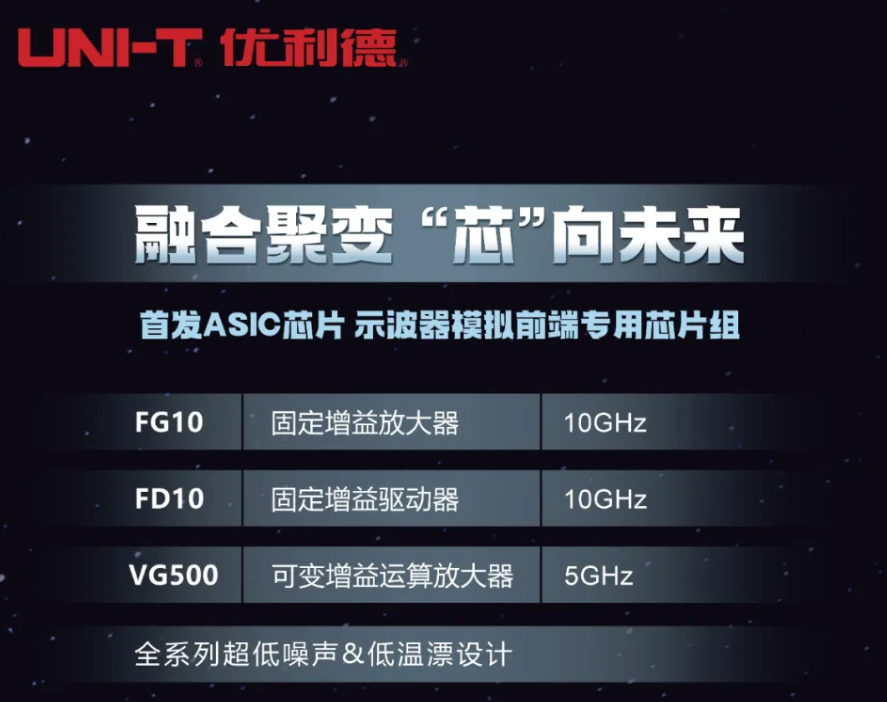 UNI-T® 优利德®
融合聚变 “芯”向未来
首发ASIC芯片 示波器模拟前端专用芯片组
FG10 固定增益放大器 10GHz
FD10 固定增益驱动器 10GHz
VG500 可变增益运算放大器 5GHz
全系列超低噪声&低温漂设计